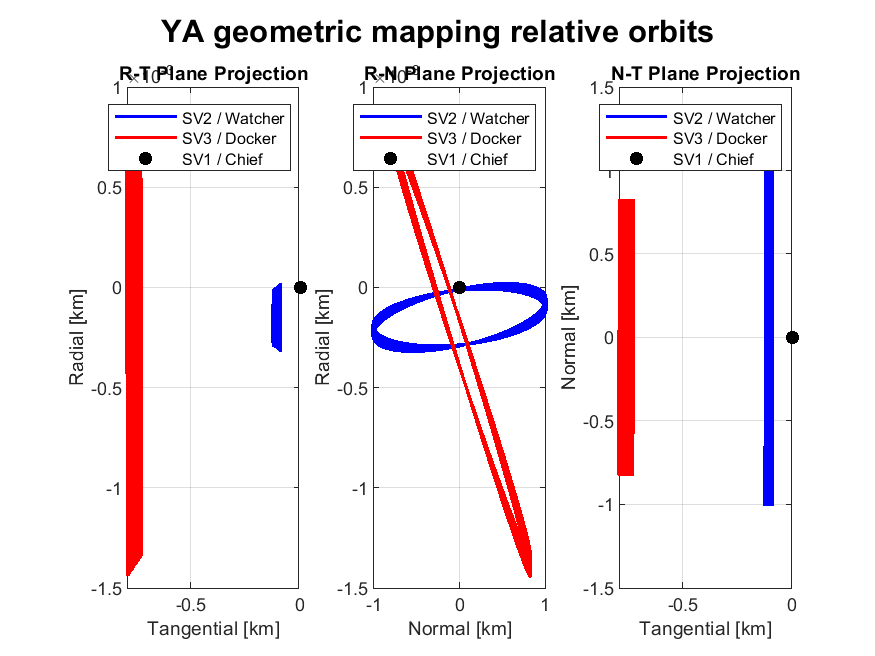 YA geometric mapping relative orbits
R-T Plane Projection
R-N Plane Projection
N-T Plane Projection
SV2 / Watcher
SV3 / Docker
SV1 / Chief
SV2 / Watcher
SV3 / Docker
SV1 / Chief
SV2 / Watcher
SV3 / Docker
SV1 / Chief
1
0.5
0
-0.5
-1
-1.5
Radial [km]
-0.5
0
Tangential [km]
1
0.5
0
-0.5
-1
-1.5
Radial [km]
-1
0
1
Normal [km]
1.5
1
0.5
0
-0.5
-1
-1.5
Normal [km]
-0.5
0
Tangential [km]